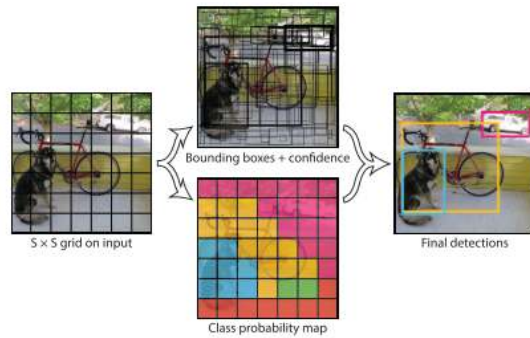 Bounding boxes + confidence
S × S grid on input
Final detections
Class probability map